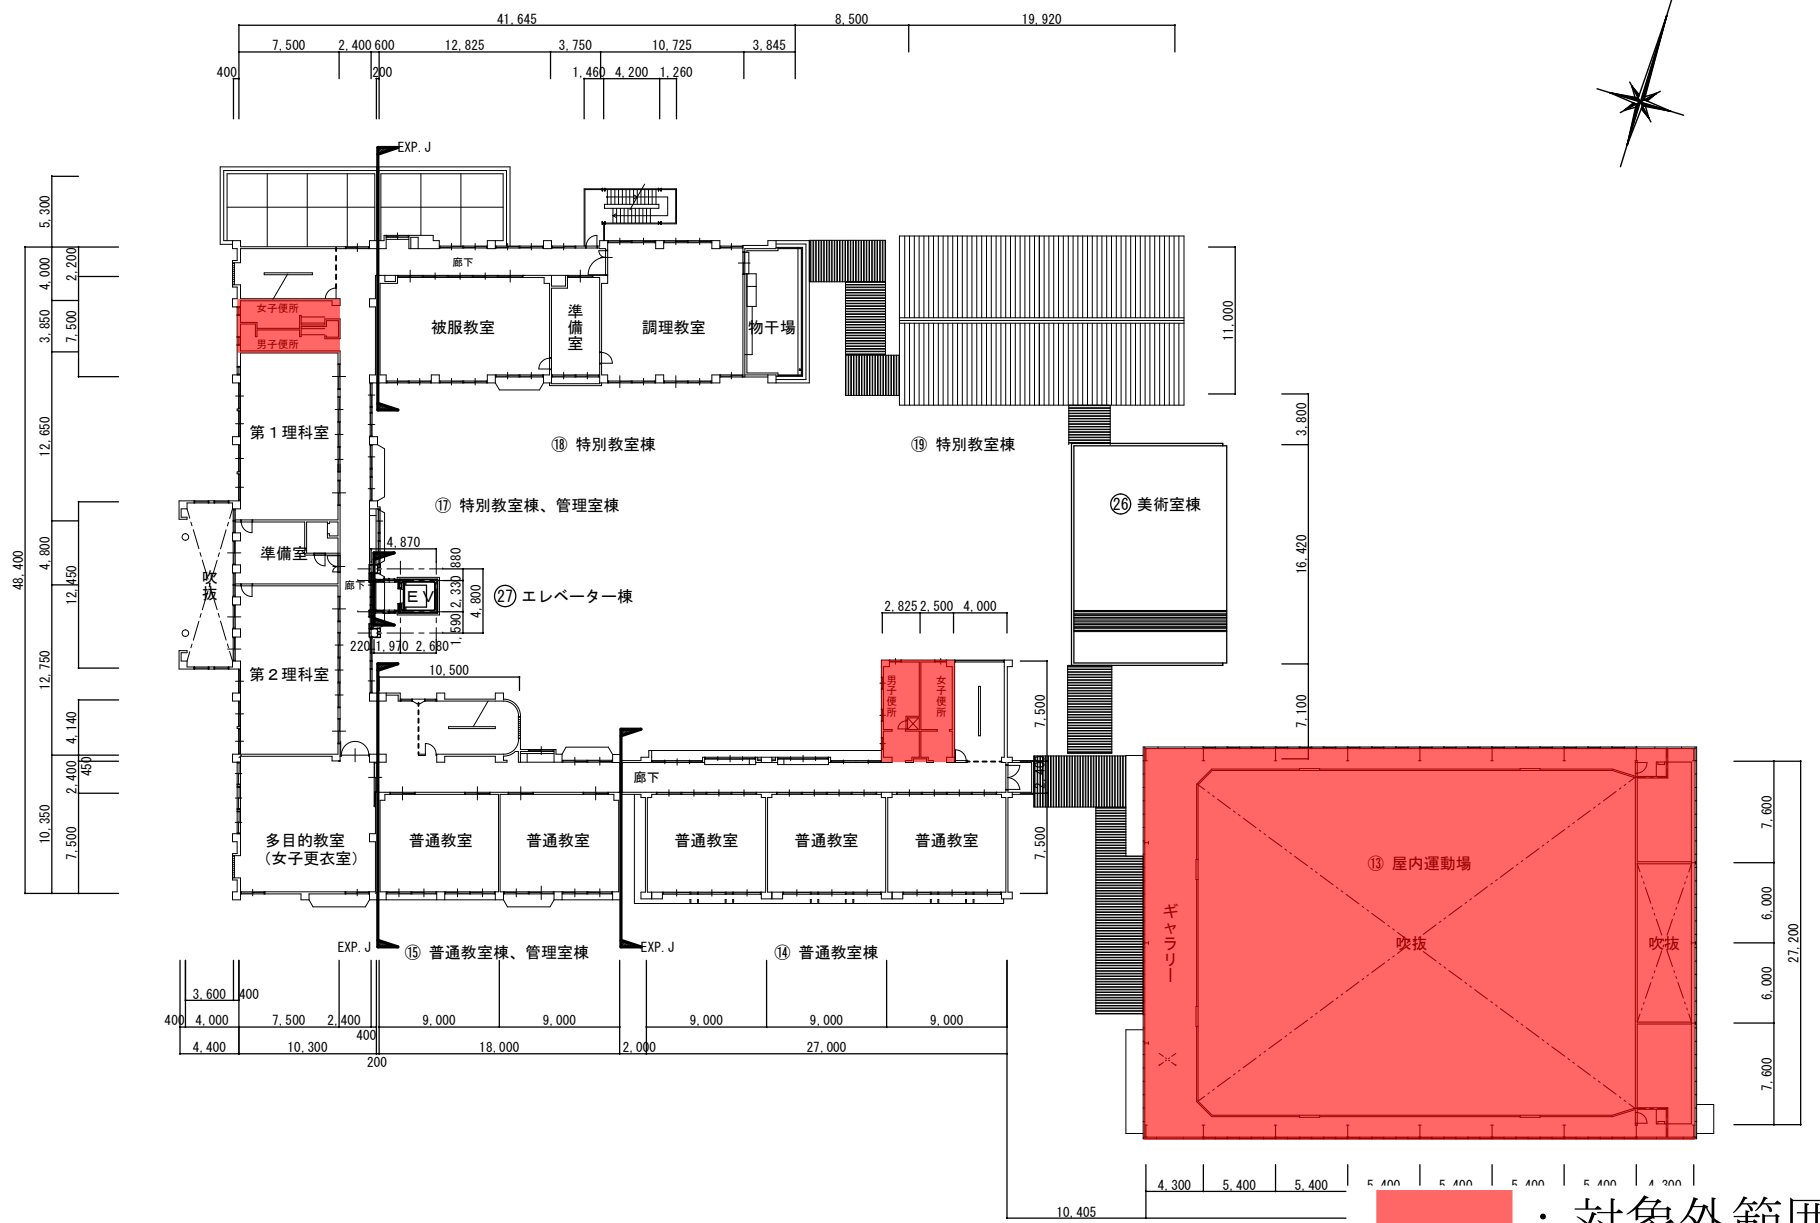 41,645 8,500 19,920
7,500 2,400 600 12,825 3,750 10,725 3,845
400 200 1,460 4,200 1,260
EXP.J
5,300
2,200
4,000
3,850
7,500
12,650
48,400
4,800
12,450
12,750
4,140
450
2,400
10,350
7,500
廊下
女子便所
男子便所
被服教室
準備室
調理教室
物干場
11,000
3,800
第1理科室
⑱ 特別教室棟
⑲ 特別教室棟
⑰ 特別教室棟、管理室棟
㉖ 美術室棟
16,420
4,870
880
準備室
吹抜
廊下
EV
2,330
4,800
1,590
㉗ エレベーター棟
220 1,970 2,680
2,825 2,500 4,000
第2理科室
10,500
男子便所
女子便所
7,500
7,100
廊下
2,400
多目的教室
(女子更衣室)
普通教室
普通教室
普通教室
普通教室
普通教室
7,500
⑬ 屋内運動場
ギャラリー
吹抜
吹抜
7,600
6,000
27,200
6,000
7,600
EXP.J
⑮ 普通教室棟、管理室棟
EXP.J
⑭ 普通教室棟
3,600 400
400 4,000 7,500 2,400 9,000 9,000 9,000 9,000 9,000
400
4,400 10,300 18,000 2,000 27,000
200
4,300 5,400 5,400 5,400 5,400 5,400 5,400 4,300
10,405
：対象外範囲